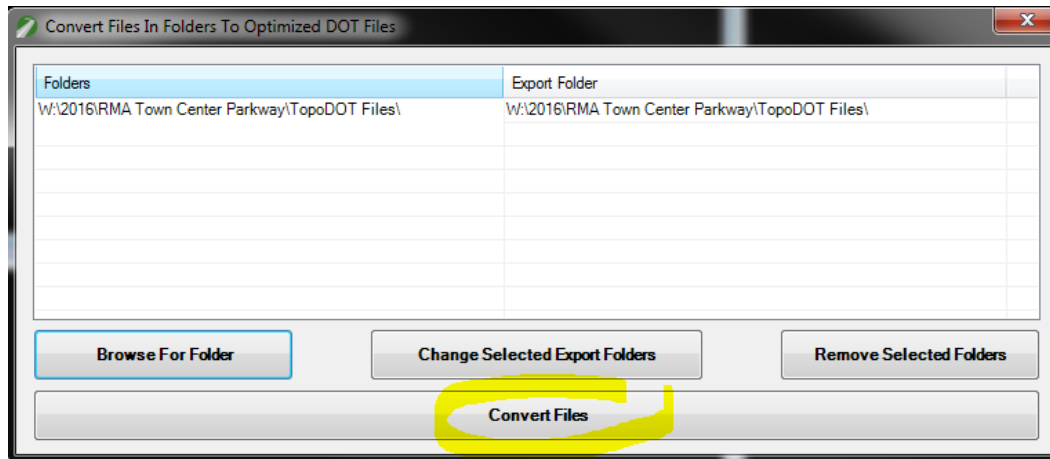 Convert Files In Folders To Optimized DOT Files
Folders Export Folder
W:\2016\RMA Town Center Parkway\TopoDOT Files\ W:\2016\RMA Town Center Parkway\TopoDOT Files\
Browse For Folder Change Selected Export Folders Remove Selected Folders
Convert Files